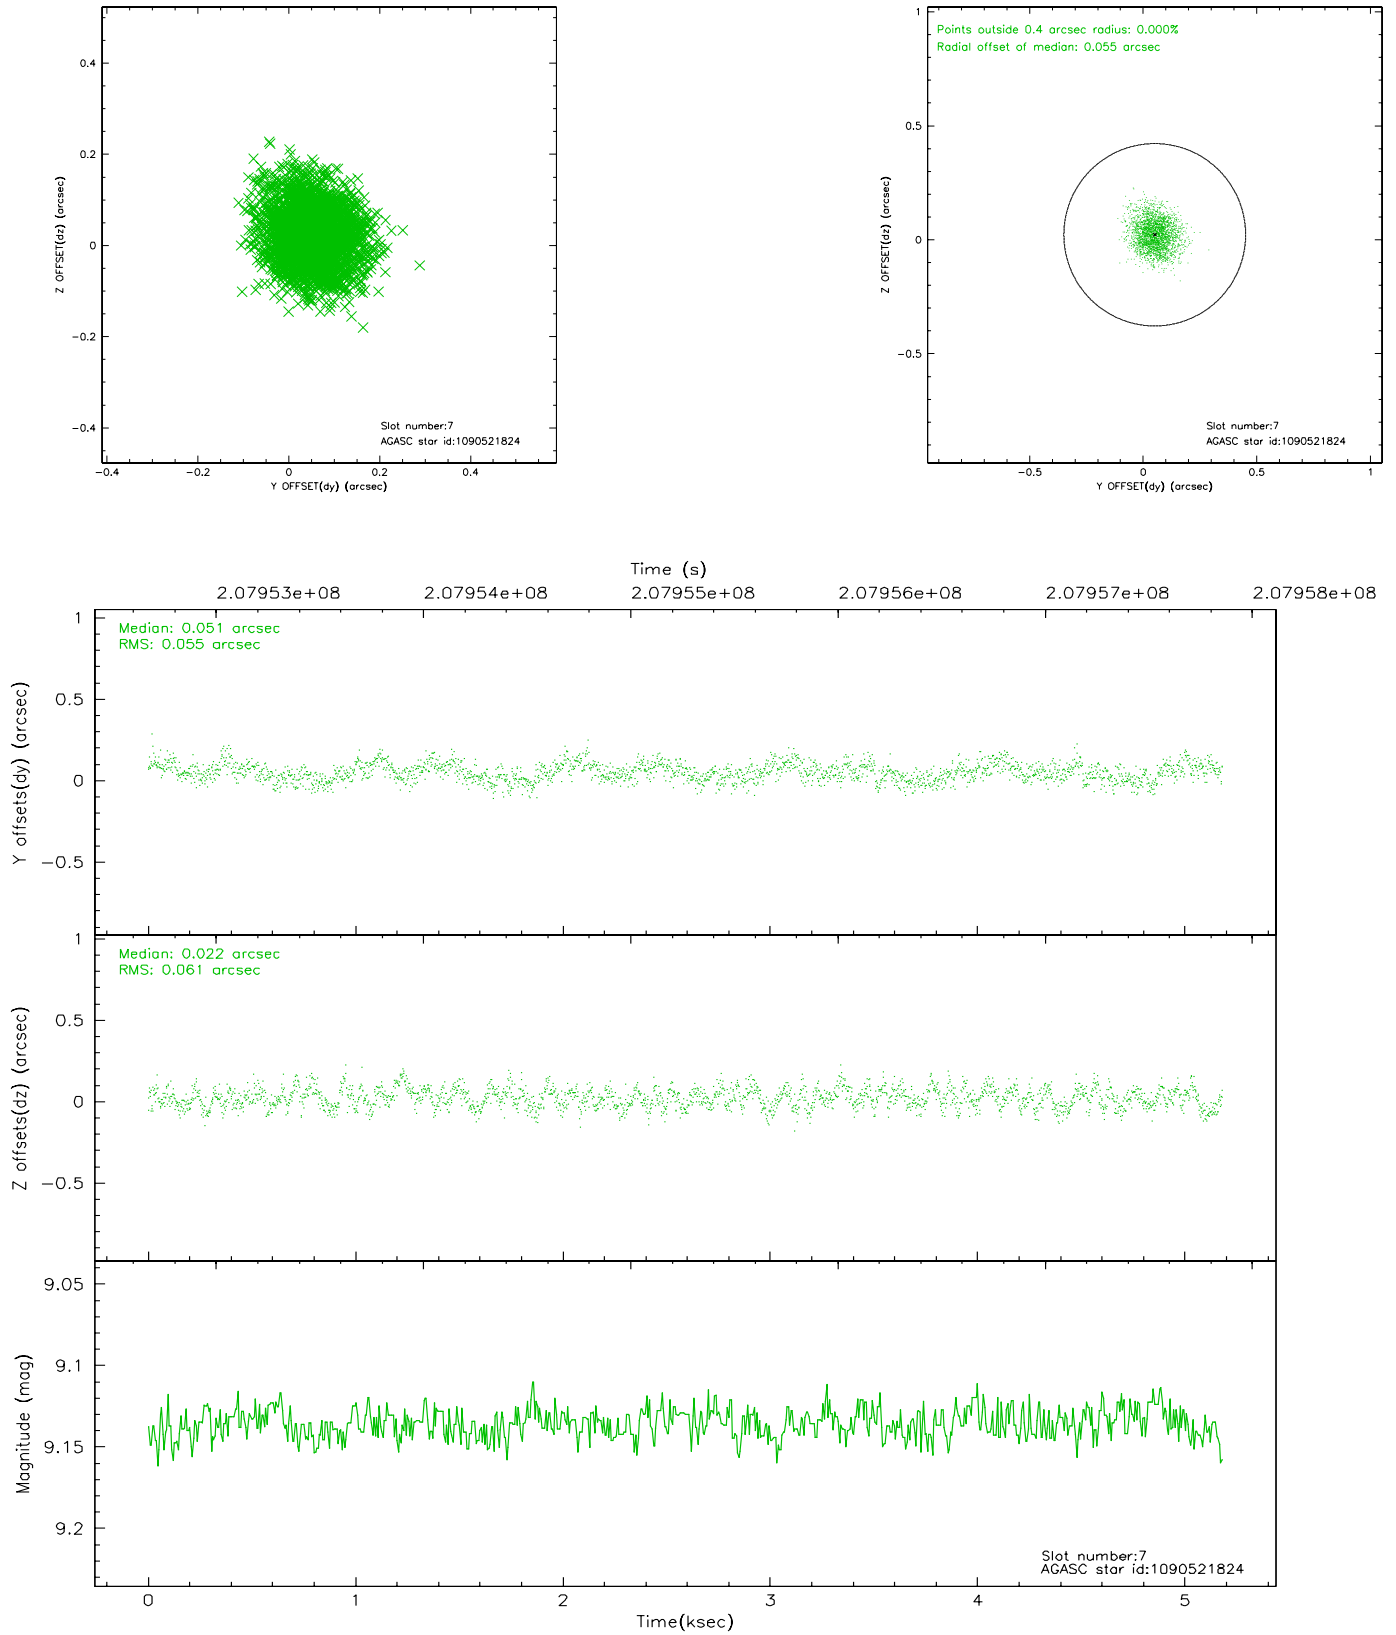 0.4
0.2
0
−0.2
−0.4
Z OFFSET(dz) (arcsec)
Slot number:7
AGASC star id:1090521824
−0.4
−0.2
0
0.2
0.4
Y OFFSET(dy) (arcsec)
Points outside 0.4 arcsec radius: 0.000%
Radial offset of median: 0.055 arcsec
1
0.5
0
−0.5
Z OFFSET(dz) (arcsec)
Slot number:7
AGASC star id:1090521824
−0.5
0
0.5
1
Y OFFSET(dy) (arcsec)
Time (s)
2.07953e+08
2.07954e+08
2.07955e+08
2.07956e+08
2.07957e+08
2.07958e+08
Median: 0.051 arcsec
RMS: 0.055 arcsec
1
0.5
0
−0.5
Y offsets(dy) (arcsec)
Median: 0.022 arcsec
RMS: 0.061 arcsec
1
0.5
0
−0.5
Z offsets(dz) (arcsec)
9.05
9.1
9.15
9.2
Magnitude (mag)
Slot number:7
AGASC star id:1090521824
0
1
2
3
4
5
Time(ksec)